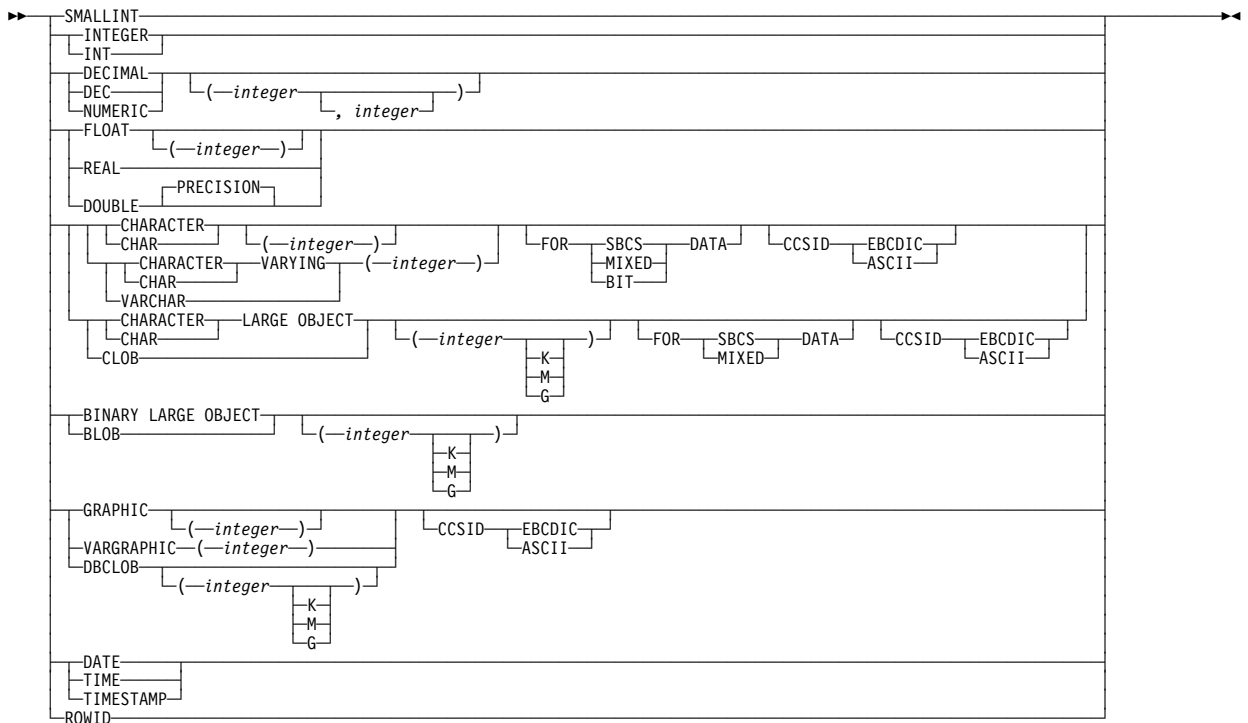 SMALLINT
INTEGER
INT
DECIMAL
DEC ( integer )
NUMERIC , integer
FLOAT
( integer )
REAL
PRECISION
DOUBLE
CHARACTER
CHAR ( integer ) FOR SBCS DATA CCSID EBCDIC
CHARACTER VARYING ( integer ) MIXED ASCII
CHAR BIT
VARCHAR
CHARACTER LARGE OBJECT
CHAR ( integer ) FOR SBCS DATA CCSID EBCDIC
CLOB K MIXED ASCII
M
G
BINARY LARGE OBJECT
BLOB ( integer )
K
M
G
GRAPHIC
( integer ) CCSID EBCDIC
VARGRAPHIC ( integer ) ASCII
DBCLOB
( integer )
K
M
G
DATE
TIME
TIMESTAMP
ROWID